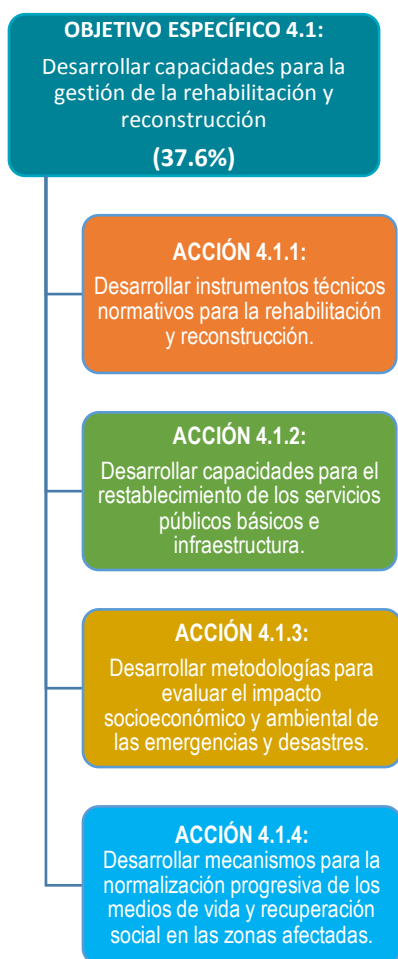 OBJETIVO ESPECÍFICO 4.1:
Desarrollar capacidades para la
gestión de la rehabilitación y
reconstrucción
(37.6%)
ACCIÓN 4.1.1:
Desarrollar instrumentos técnicos
normativos para la rehabilitación
y reconstrucción.
ACCIÓN 4.1.2:
Desarrollar capacidades para el
restablecimiento de los servicios
públicos básicos e
infraestructura.
ACCIÓN 4.1.3:
Desarrollar metodologías para
evaluar el impacto
socioeconómico y ambiental de
las emergencias y desastres.
ACCIÓN 4.1.4:
Desarrollar mecanismos para la
normalización progresiva de los
medios de vida y recuperación
social en las zonas afectadas.